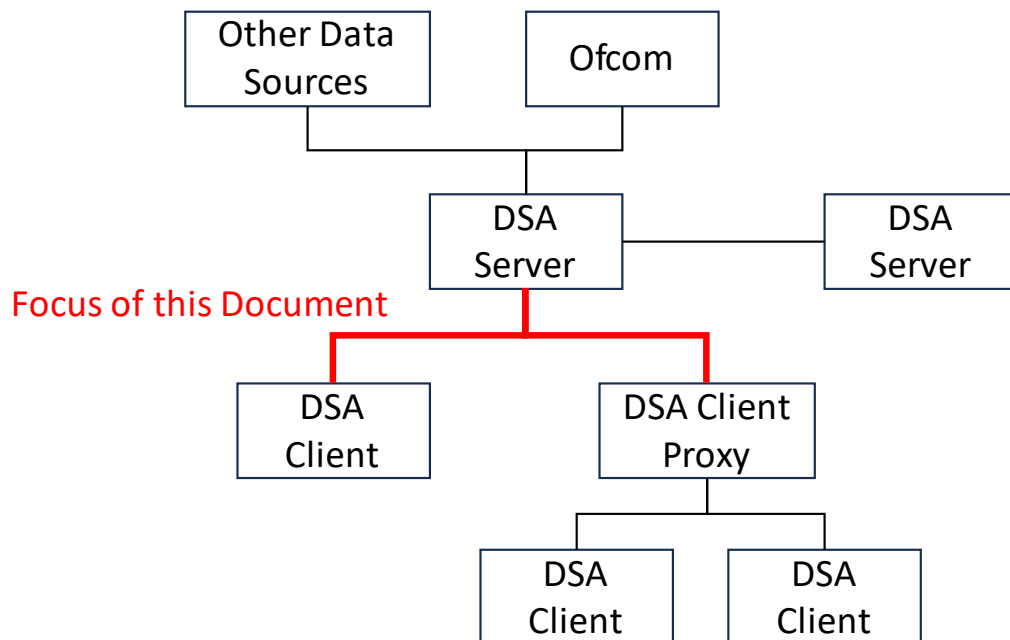 Other Data
Sources
Ofcom
DSA
Server
DSA
Server
Focus of this Document
DSA
Client
DSA Client
Proxy
DSA
Client
DSA
Client